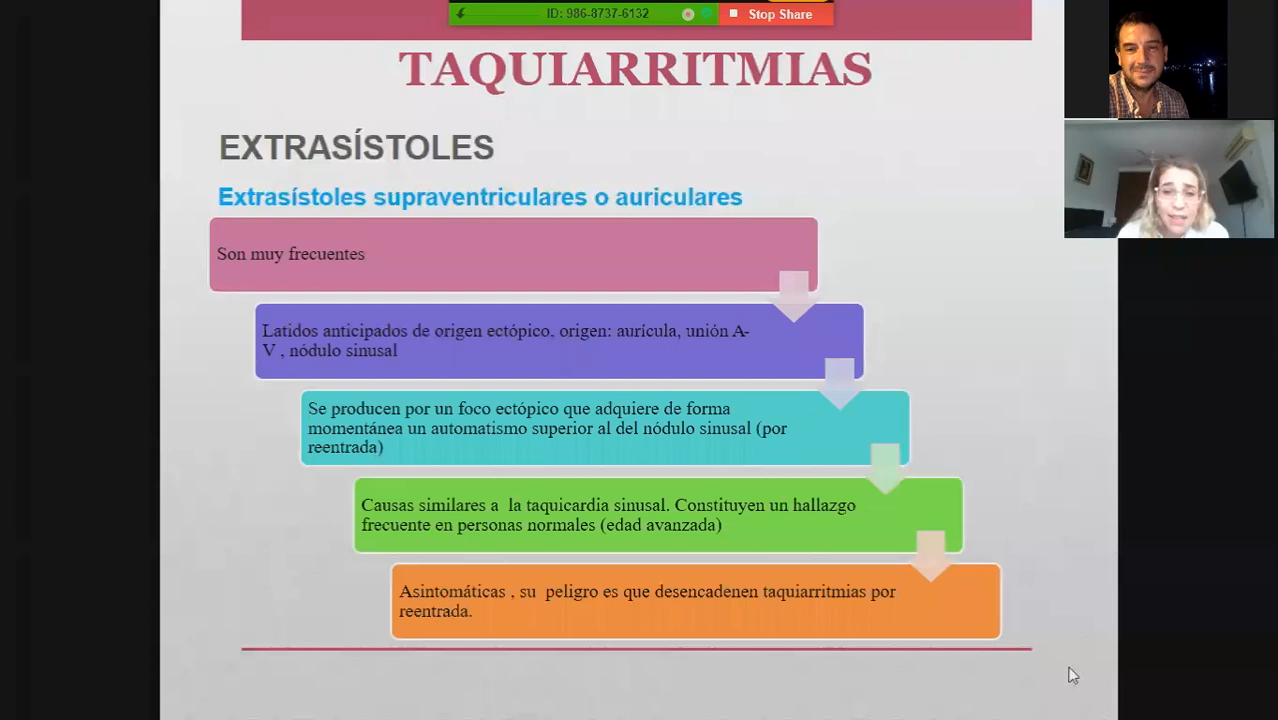 ID: 986-8737-6132
Stop Share
TAQUIARRITMIAS
EXTRASÍSTOLES
Extrasístoles supraventriculares o auriculares
Son muy frecuentes
Latidos anticipados de origen ectópico, origen: aurícula, unión A-
V , nódulo sinusal
Se producen por un foco ectópico que adquiere de forma
momentánea un automatismo superior al del nódulo sinusal (por
reentrada)
Causas similares a  la taquicardia sinusal. Constituyen un hallazgo
frecuente en personas normales (edad avanzada)
Asintomáticas , su  peligro es que desencadenen taquiarritmias por
reentrada.